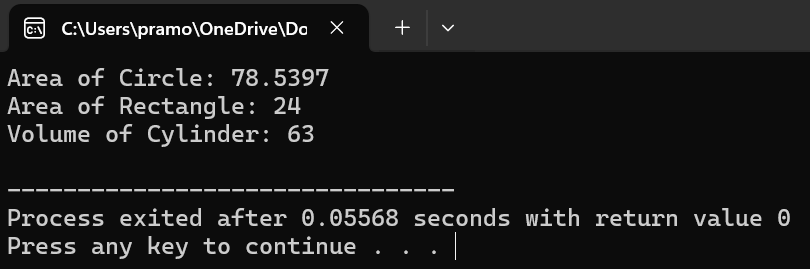 C:\Users\pramo\OneDrive\Do
Area of Circle: 78.5397
Area of Rectangle: 24
Volume of Cylinder: 63
--------------------------------
Process exited after 0.05568 seconds with return value 0
Press any key to continue . . .